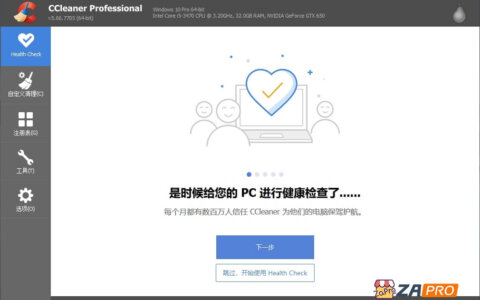 CCleaner Professional
v5.66.7705 (64-bit)
Windows 10 Pro 64-bit
Intel Core i5-3470 CPU @ 3.20GHz, 32.0GB RAM, NVIDIA GeForce GTX 650
Health Check
自定义清理(C)
注册表(G)
工具(T)
选项(O)
是时候给您的 PC 进行健康检查了......
每个月都有数百万人信任 CCleaner 为他们的电脑保驾护航。
下一步
跳过，开始使用 Health Check
ZAPRO